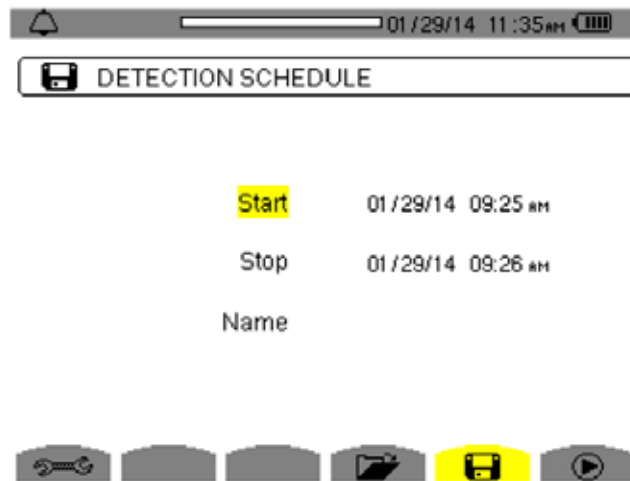 01/29/14 11:35AM
DETECTION SCHEDULE
Start 01/29/14 09:25 AM
Stop 01/29/14 09:26 AM
Name